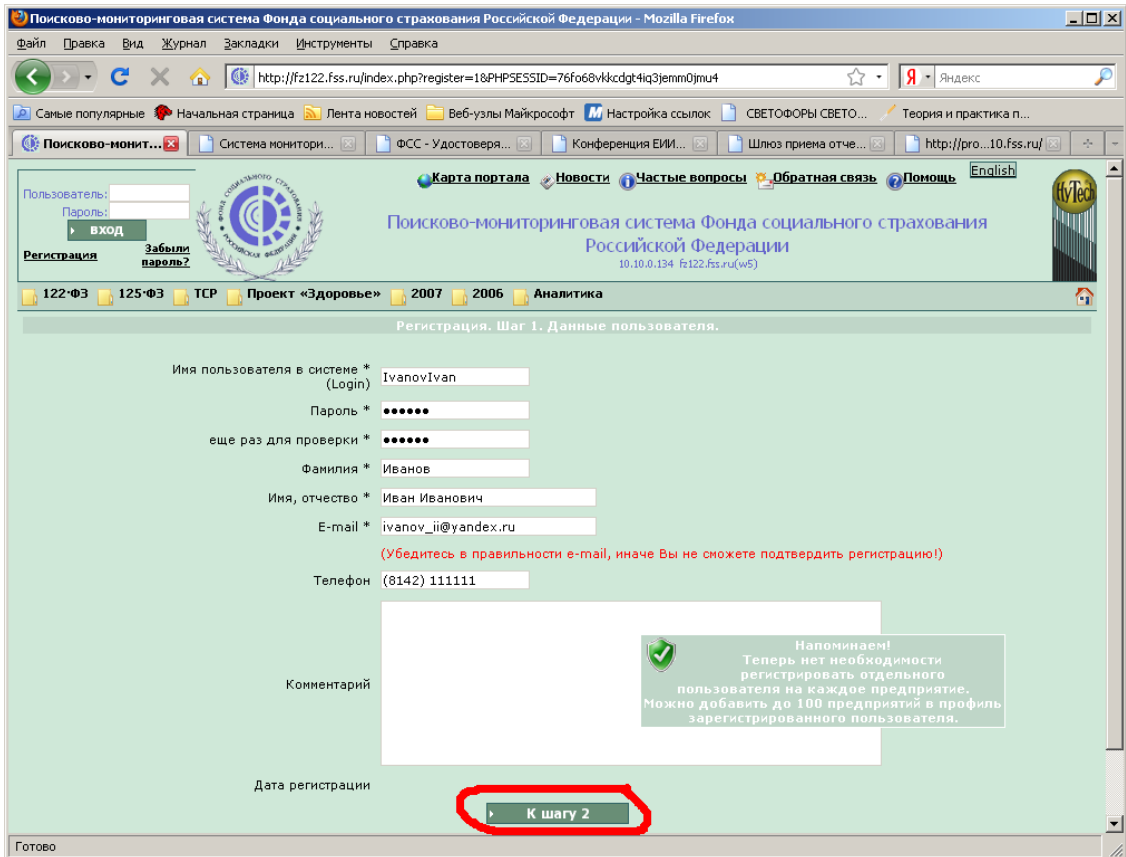 Поисково-мониторинговая система Фонда социального страхования Российской Федерации - Mozilla Firefox
Файл Правка Вид Журнал Закладки Инструменты Справка
http://fz122.fss.ru/index.php?register=1&PHPSESSID=76fo68vkkcdgt4iq3jemm0jmu4
Яндекс
Самые популярные Начальная страница Лента новостей Веб-узлы Майкрософт Настройка ссылок СВЕТОФОРЫ СВЕТО... Теория и практика п...
Поисково-монит... Система монитори... ФСС - Удостоверя... Конференция ЕИИ... Шлюз приема отче... http://pro...10.fss.ru/
Карта портала Новости Частые вопросы Обратная связь Помощь English
Пользователь:
Пароль:
вход
Регистрация Забыли пароль?
Поисково-мониторинговая система Фонда социального страхования
Российской Федерации
10.10.0.134 fz122.fss.ru(w5)
HyTech
122-ФЗ 125-ФЗ ТСР Проект «Здоровье» 2007 2006 Аналитика
Регистрация. Шаг 1. Данные пользователя.
Имя пользователя в системе *
(Login) IvanovIvan
Пароль * ••••••
еще раз для проверки * ••••••
Фамилия * Иванов
Имя, отчество * Иван Иванович
E-mail * ivanov_ii@yandex.ru
(Убедитесь в правильности e-mail, иначе Вы не сможете подтвердить регистрацию!)
Телефон (8142) 111111
Комментарий
Напоминаем!
Теперь нет необходимости
регистрировать отдельного
пользователя на каждое предприятие.
Можно добавить до 100 предприятий в профиль
зарегистрированного пользователя.
Дата регистрации
К шагу 2
Готово